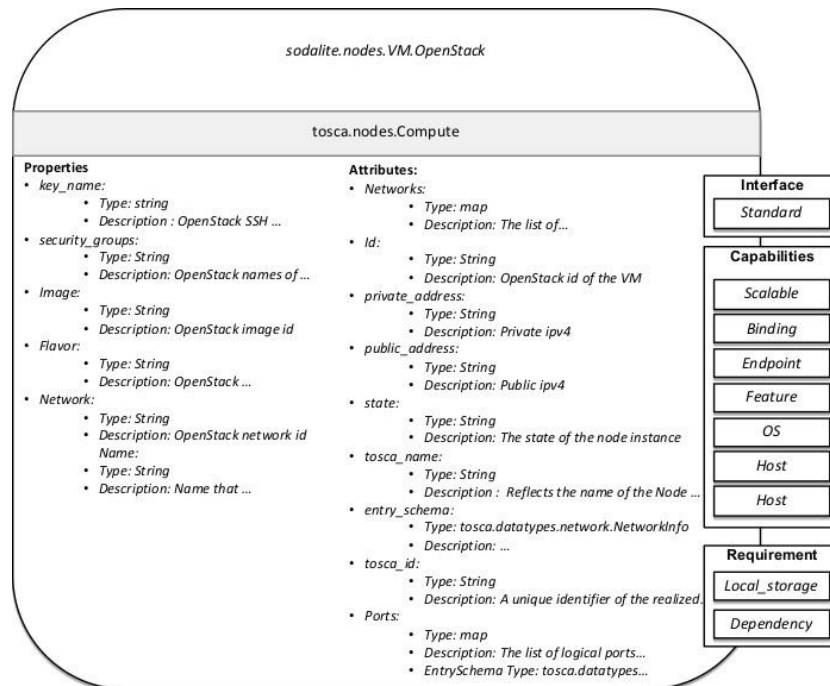 sodalite.nodes.VM.OpenStack
tosca.nodes.Compute
Properties
• key_name:
• Type: string
• Description : OpenStack SSH ...
• security_groups:
• Type: String
• Description: OpenStack names of ...
• Image:
• Type: String
• Description: OpenStack image id
• Flavor:
• Type: String
• Description: OpenStack ...
• Network:
• Type: String
• Description: OpenStack network id
Name:
• Type: String
• Description: Name that ...
Attributes:
• Networks:
• Type: map
• Description: The list of...
• Id:
• Type: String
• Description: OpenStack id of the VM
• private_address:
• Type: String
• Description: Private ipv4
• public_address:
• Type: String
• Description: Public ipv4
• state:
• Type: String
• Description: The state of the node instance
• tosca_name:
• Type: String
• Description : Reflects the name of the Node ...
• entry_schema:
• Type: tosca.datatypes.network.NetworkInfo
• Description: ...
• tosca_id:
• Type: String
• Description: A unique identifier of the realized.
• Ports:
• Type: map
• Description: The list of logical ports...
• EntrySchema Type: tosca.datatypes...
Interface
Standard
Capabilities
Scalable
Binding
Endpoint
Feature
OS
Host
Host
Requirement
Local_storage
Dependency